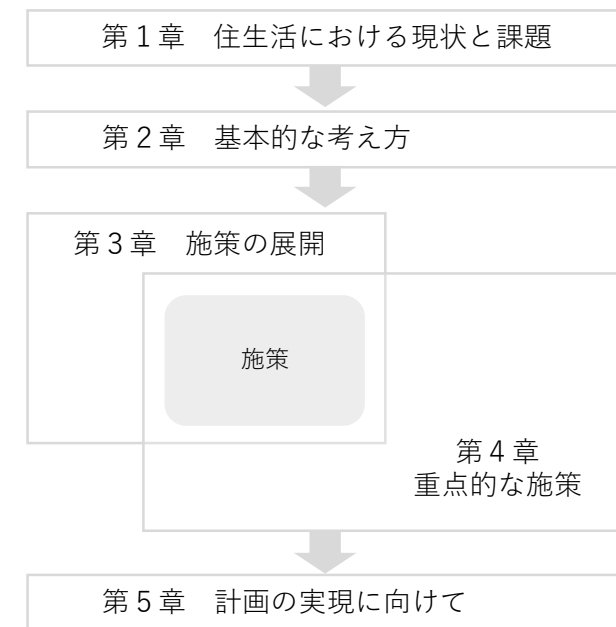 第１章　住生活における現状と課題
第２章　基本的な考え方
第３章　施策の展開
施策
第４章
重点的な施策
第５章　計画の実現に向けて